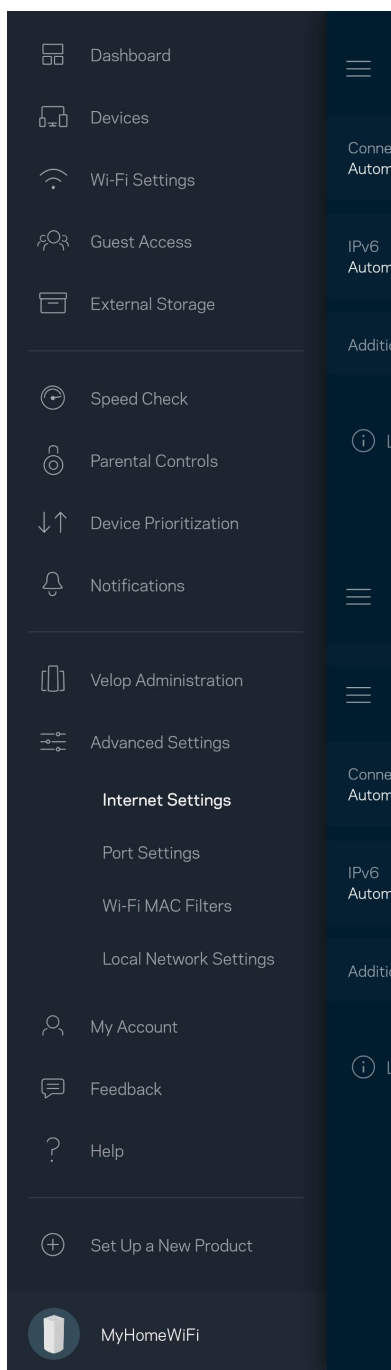 Dashboard
Devices
Wi-Fi Settings
Guest Access
External Storage
Speed Check
Parental Controls
Device Prioritization
Notifications
Velop Administration
Advanced Settings
Internet Settings
Port Settings
Wi-Fi MAC Filters
Local Network Settings
My Account
Feedback
Help
Set Up a New Product
MyHomeWiFi
IPv6
IPv6